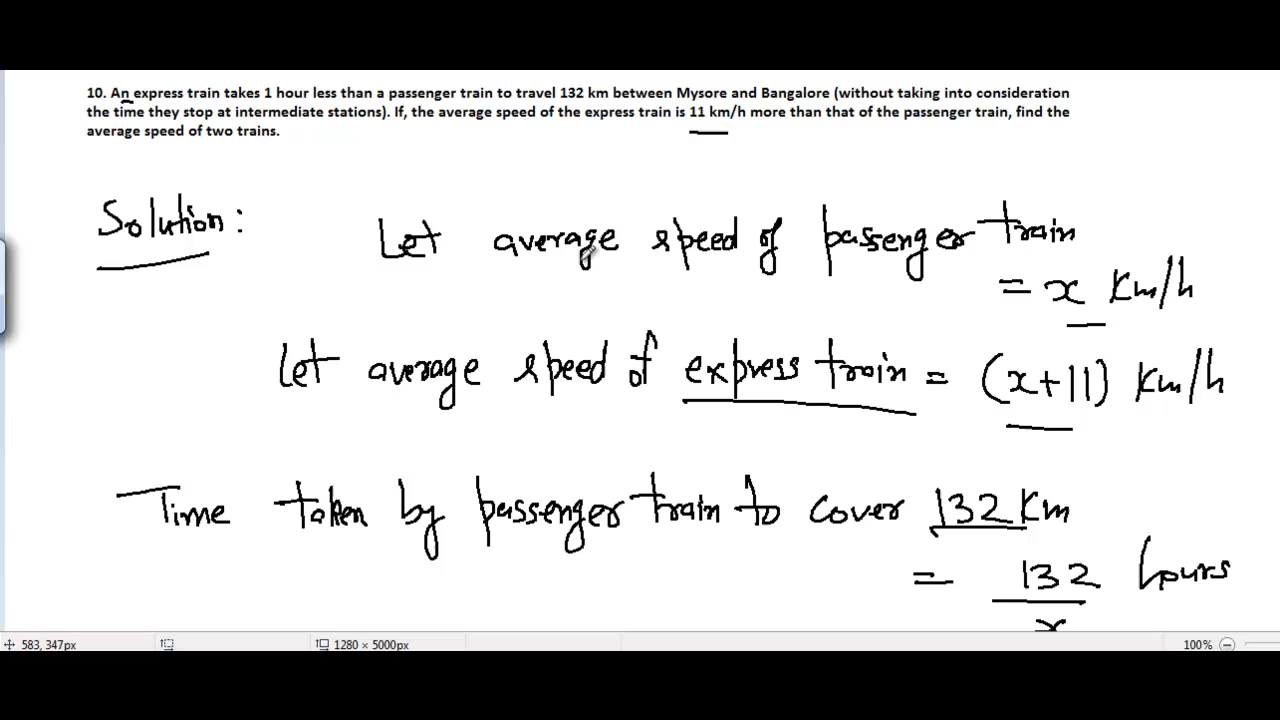 10. An express train takes 1 hour less than a passenger train to travel 132 km between Mysore and Bangalore (without taking into consideration
the time they stop at intermediate stations). If, the average speed of the express train is 11 km/h more than that of the passenger train, find the
average speed of two trains.
Solution:
Let average speed of passenger train
= x Km/h
Let average speed of express train = (x+11) Km/h
Time taken by passenger train to cover 132 Km
= 132 hours
x
583, 347px 1280 × 5000px 100%